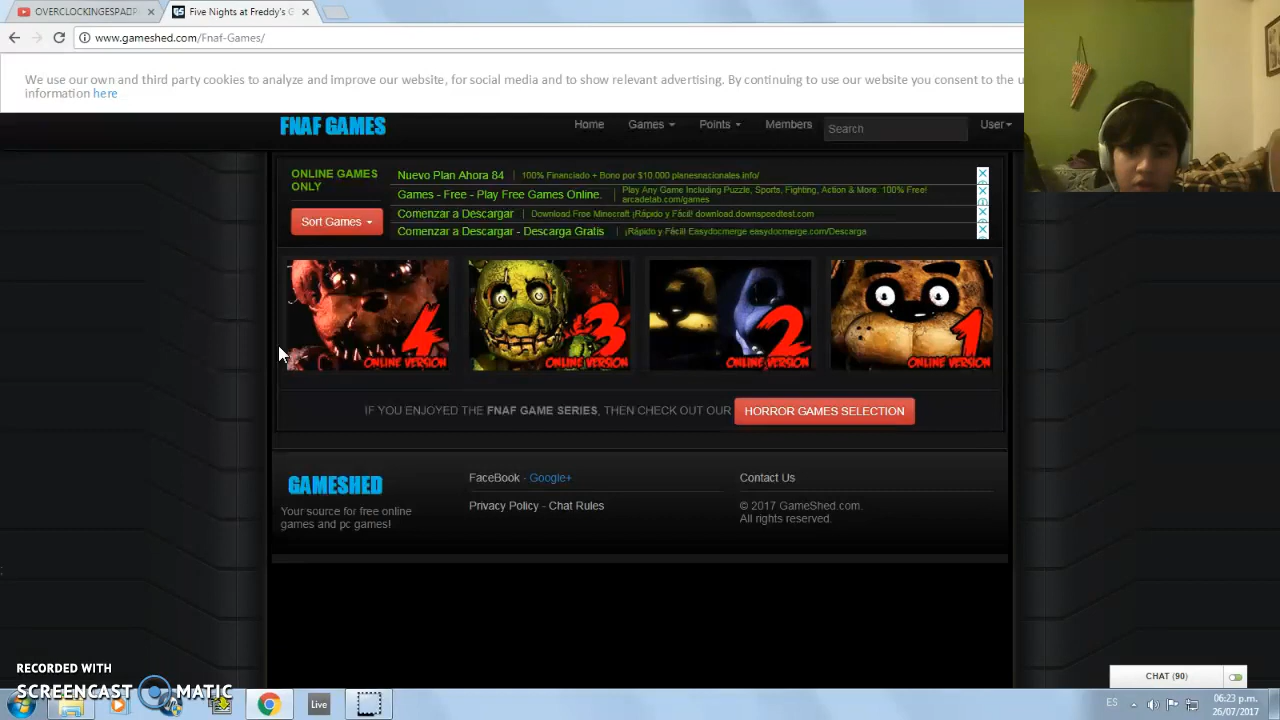 OVERCLOCKINGESPADP
Five Nights at Freddy's G
www.gameshed.com/Fnaf-Games/
We use our own and third party cookies to analyze and improve our website, for social media and to show relevant advertising. By continuing to use our website you consent to the u
information here
FNAF GAMES
Home Games Points Members Search User
ONLINE GAMES
ONLY
Sort Games
Nuevo Plan Ahora 84 100% Financiado + Bono por $10.000 planesnacionales.info/
Games - Free - Play Free Games Online. Play Any Game Including Puzzle, Sports, Fighting, Action & More. 100% Free!
arcadetab.com/games
Comenzar a Descargar Download Free Minecraft ¡Rápido y Fácil! download.downspeedtest.com
Comenzar a Descargar - Descarga Gratis ¡Rápido y Fácil! Easydocmerge easydocmerge.com/Descarga
4 ONLINE VERSION
3 ONLINE VERSION
2 ONLINE VERSION
1 ONLINE VERSION
IF YOU ENJOYED THE FNAF GAME SERIES, THEN CHECK OUT OUR HORROR GAMES SELECTION
GAMESHED
Your source for free online
games and pc games!
FaceBook - Google+
Privacy Policy - Chat Rules
Contact Us
© 2017 GameShed.com.
All rights reserved.
CHAT (90)
RECORDED WITH
SCREENCAST MATIC
Live
ES
06:23 p.m.
26/07/2017